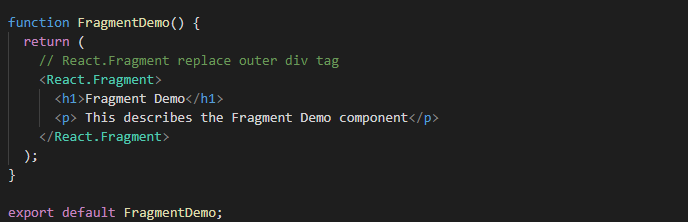 function FragmentDemo() {
  return (
    // React.Fragment replace outer div tag
    <React.Fragment>
      <h1>Fragment Demo</h1>
      <p> This describes the Fragment Demo component</p>
    </React.Fragment>
  );
}

export default FragmentDemo;